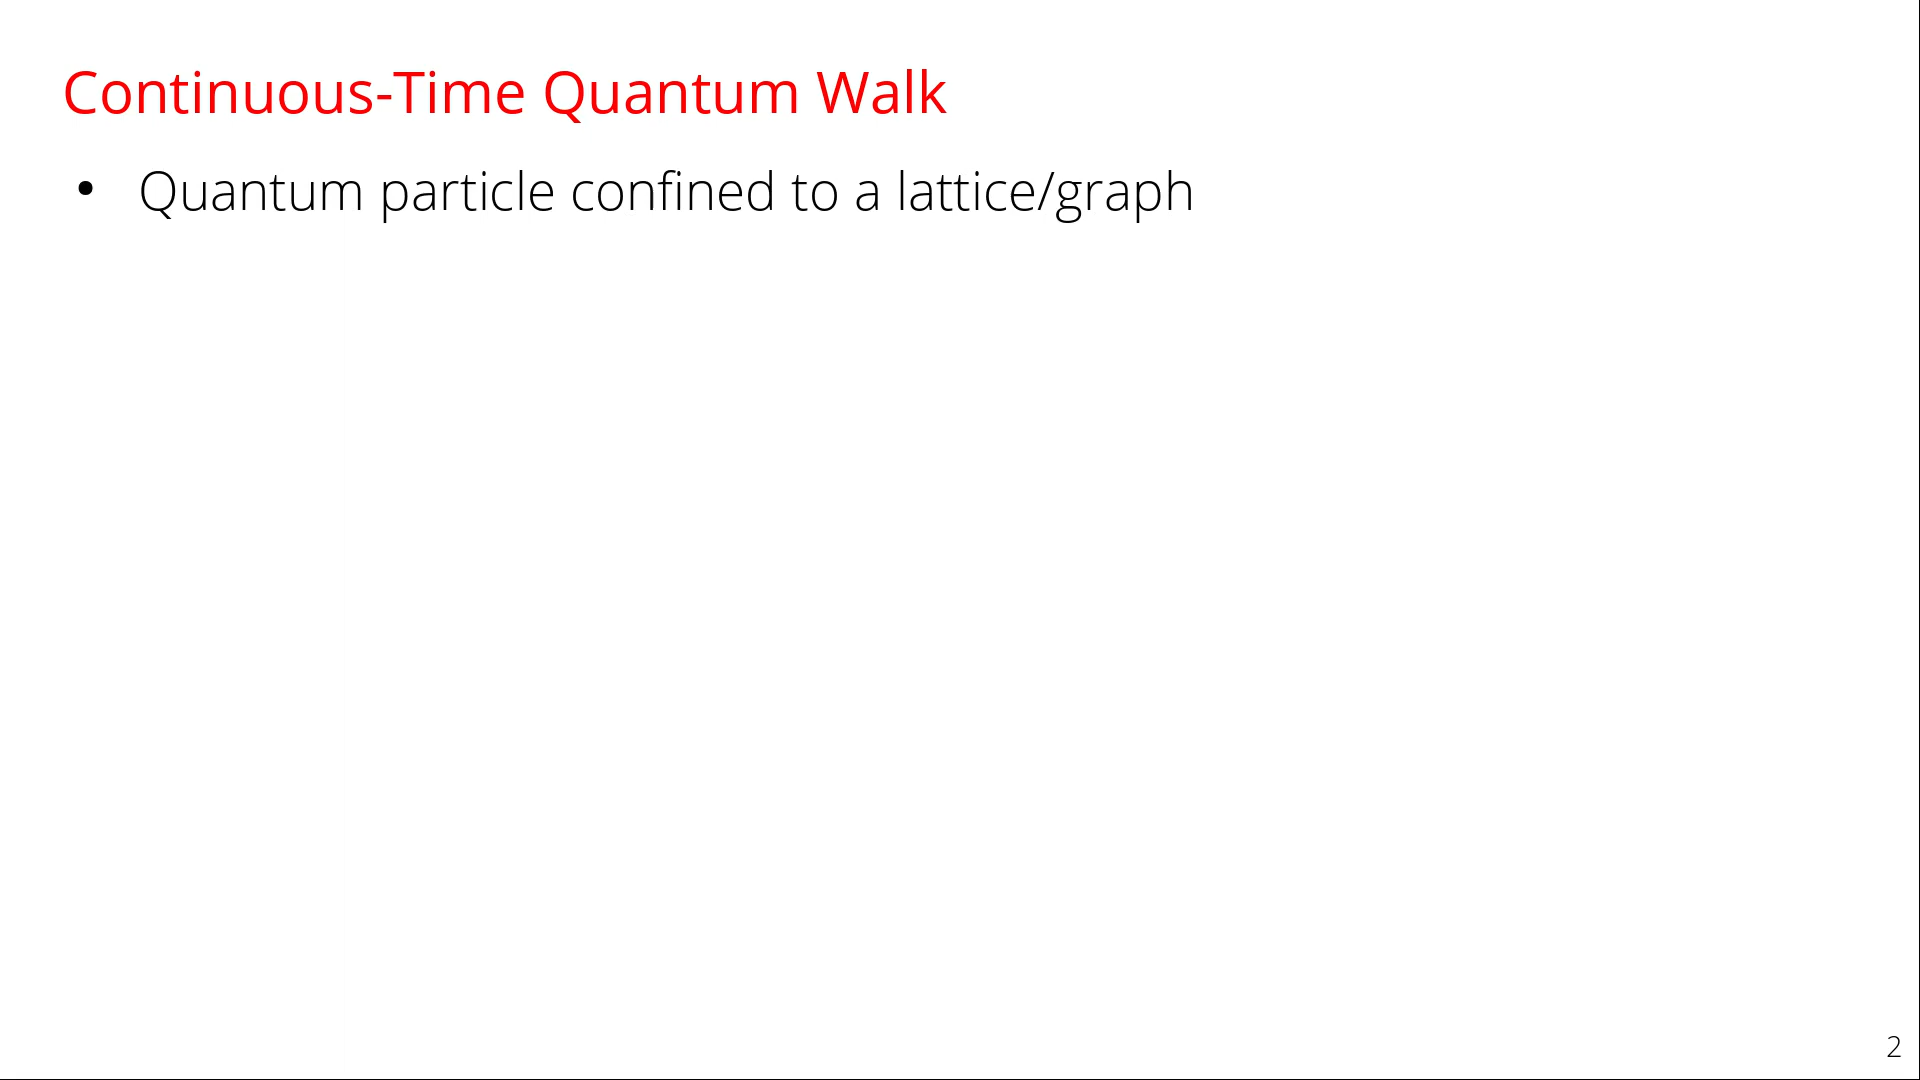 Continuous-Time Quantum Walk
• Quantum particle confined to a lattice/graph
2